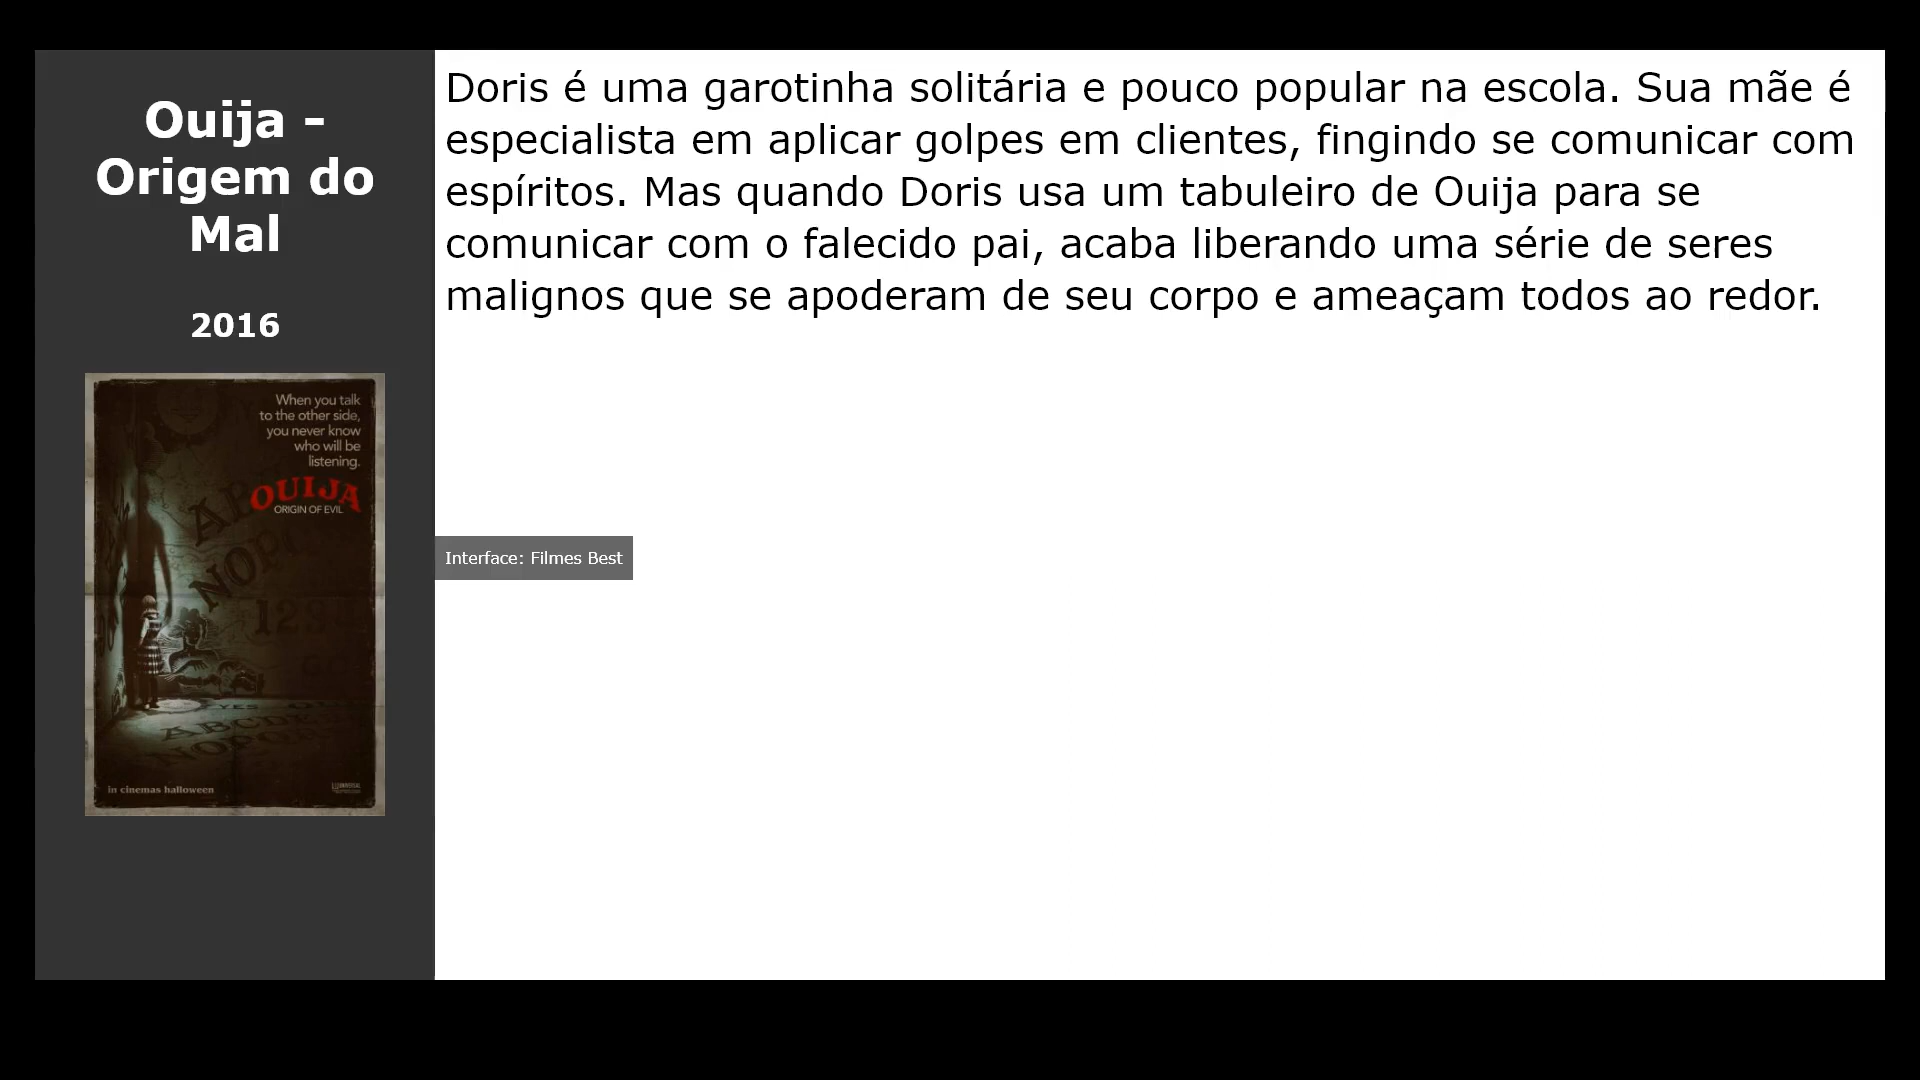 Ouija -
Origem do
Mal
2016
When you talk
to the other side,
you never know
who will be
listening.
OUIJA
ORIGIN OF EVIL
YES
in cinemas halloween
Doris é uma garotinha solitária e pouco popular na escola. Sua mãe é
especialista em aplicar golpes em clientes, fingindo se comunicar com
espíritos. Mas quando Doris usa um tabuleiro de Ouija para se
comunicar com o falecido pai, acaba liberando uma série de seres
malignos que se apoderam de seu corpo e ameaçam todos ao redor.
Interface: Filmes Best